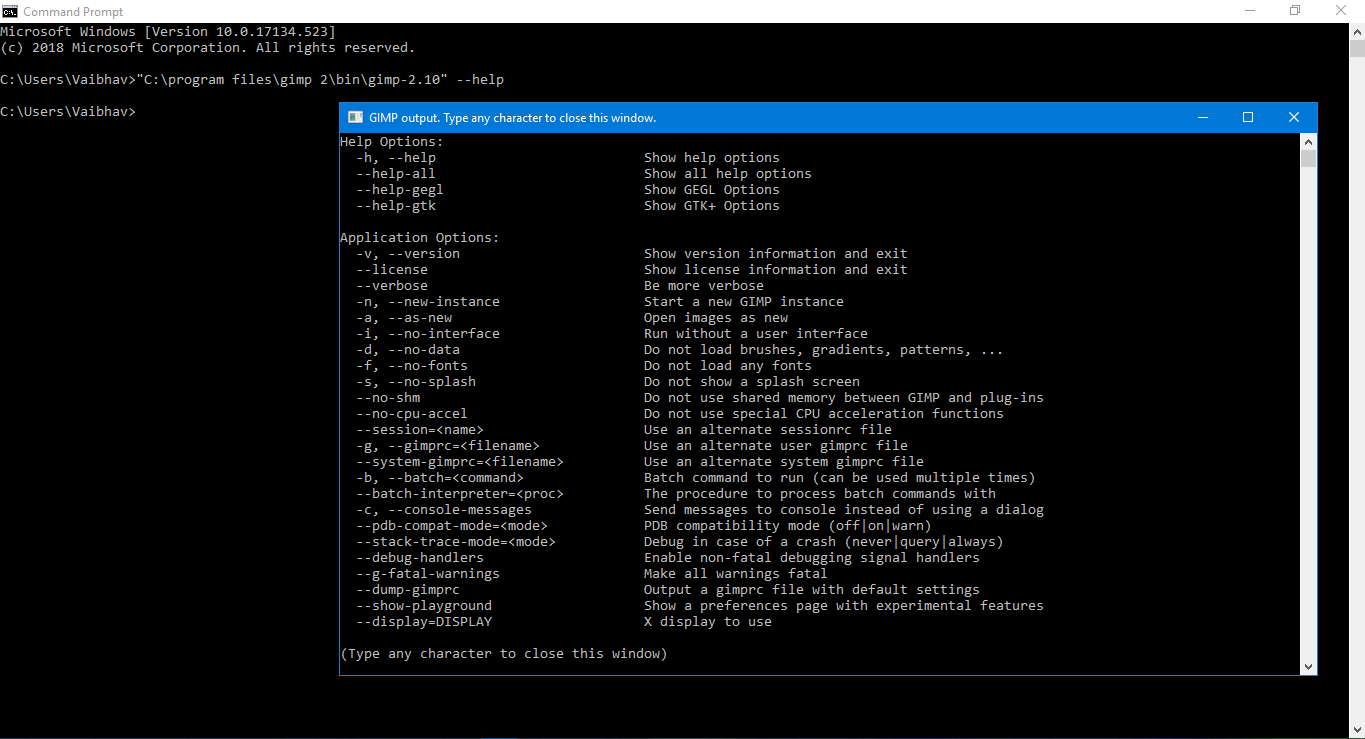 Command Prompt
Microsoft Windows [Version 10.0.17134.523]
(c) 2018 Microsoft Corporation. All rights reserved.
C:\Users\Vaibhav>"C:\program files\gimp 2\bin\gimp-2.10" --help
C:\Users\Vaibhav>
GIMP output. Type any character to close this window.
Help Options:
-h, --help Show help options
--help-all Show all help options
--help-gegl Show GEGL Options
--help-gtk Show GTK+ Options
Application Options:
-v, --version Show version information and exit
--license Show license information and exit
--verbose Be more verbose
-n, --new-instance Start a new GIMP instance
-a, --as-new Open images as new
-i, --no-interface Run without a user interface
-d, --no-data Do not load brushes, gradients, patterns, ...
-f, --no-fonts Do not load any fonts
-s, --no-splash Do not show a splash screen
--no-shm Do not use shared memory between GIMP and plug-ins
--no-cpu-accel Do not use special CPU acceleration functions
--session=<name> Use an alternate sessionrc file
-g, --gimprc=<filename> Use an alternate user gimprc file
--system-gimprc=<filename> Use an alternate system gimprc file
-b, --batch=<command> Batch command to run (can be used multiple times)
--batch-interpreter=<proc> The procedure to process batch commands with
-c, --console-messages Send messages to console instead of using a dialog
--pdb-compat-mode=<mode> PDB compatibility mode (off|on|warn)
--stack-trace-mode=<mode> Debug in case of a crash (never|query|always)
--debug-handlers Enable non-fatal debugging signal handlers
--g-fatal-warnings Make all warnings fatal
--dump-gimprc Output a gimprc file with default settings
--show-playground Show a preferences page with experimental features
--display=DISPLAY X display to use
(Type any character to close this window)